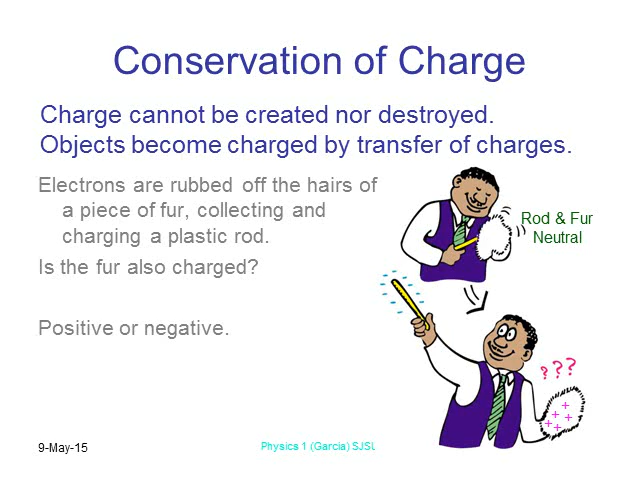 Conservation of Charge
Charge cannot be created nor destroyed.
Objects become charged by transfer of charges.
Electrons are rubbed off the hairs of
a piece of fur, collecting and
charging a plastic rod.
Is the fur also charged?
Positive or negative.
Rod & Fur
Neutral
- - - - - - - - - -
? ? ?
+
+ +
+ +
9-May-15
Physics 1 (Garcia) SJSU